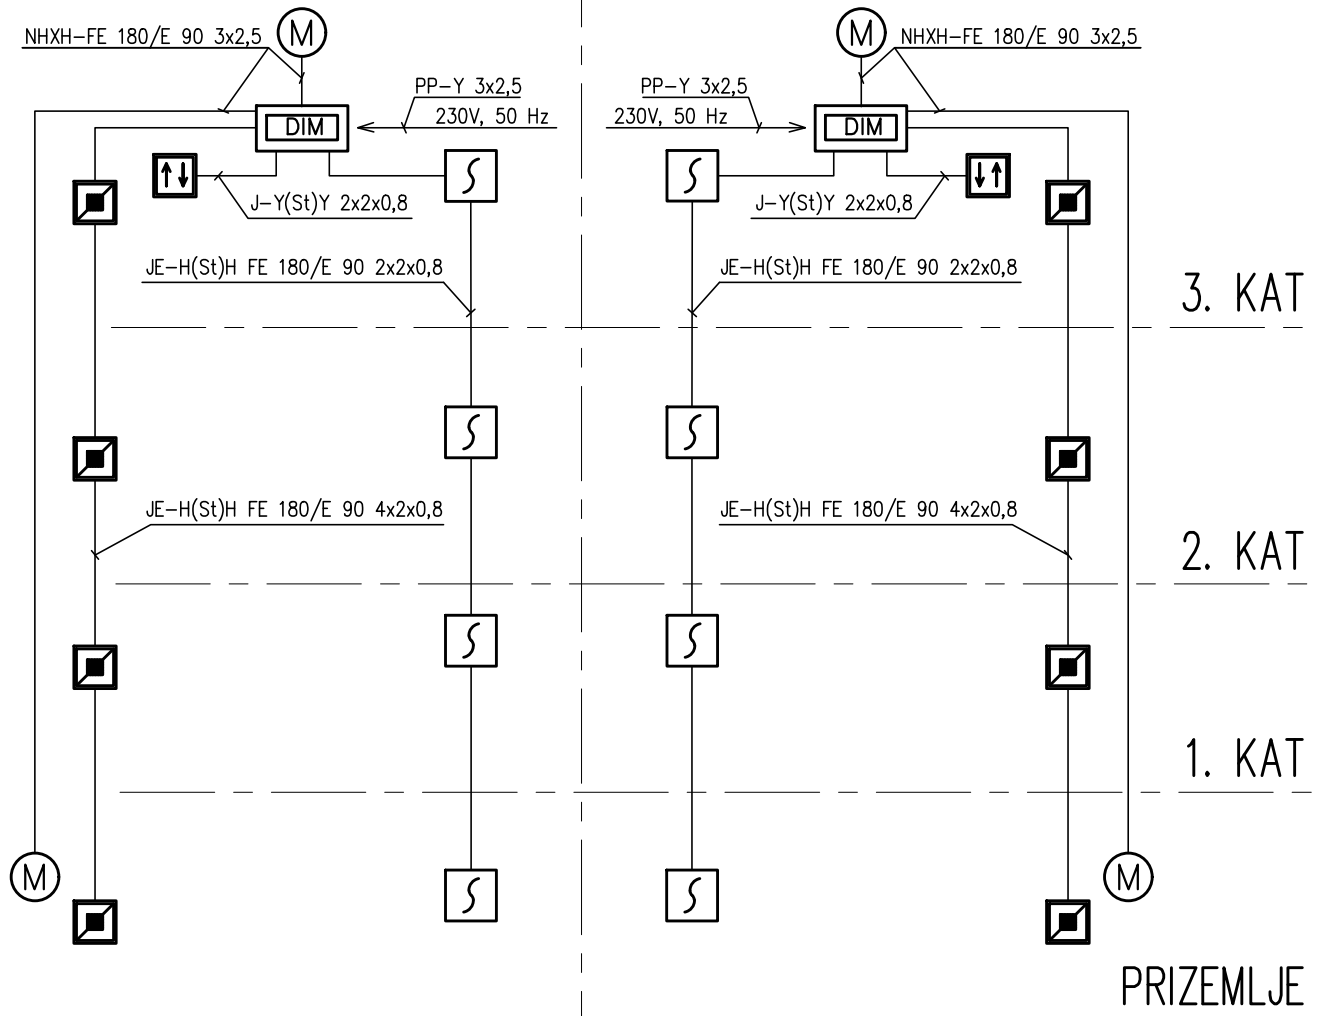 NHXH-FE 180/E 90 3x2,5
M
M
NHXH-FE 180/E 90 3x2,5
PP-Y 3x2,5
230V, 50 Hz
PP-Y 3x2,5
230V, 50 Hz
DIM
DIM
J-Y(St)Y 2x2x0,8
J-Y(St)Y 2x2x0,8
JE-H(St)H FE 180/E 90 2x2x0,8
JE-H(St)H FE 180/E 90 2x2x0,8
3. KAT
JE-H(St)H FE 180/E 90 4x2x0,8
JE-H(St)H FE 180/E 90 4x2x0,8
2. KAT
1. KAT
M
M
PRIZEMLJE